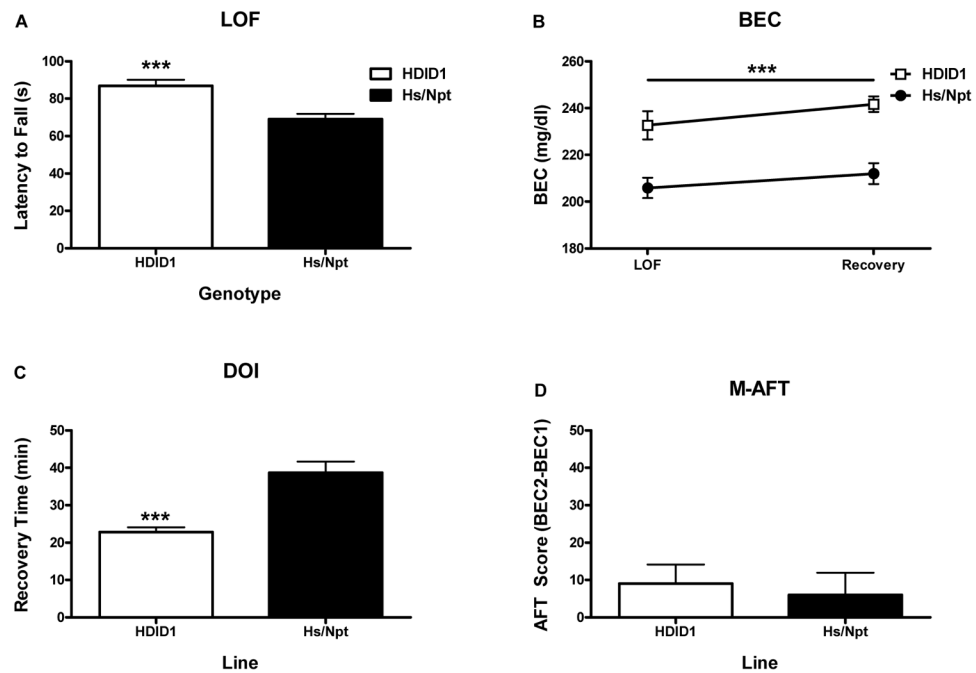 A
LOF
Latency to Fall (s)
100
80
60
40
20
0
***
HDID1
Hs/Npt
HDID1
Hs/Npt
Genotype
B
BEC
BEC (mg/dl)
260
240
220
200
180
***
HDID1
Hs/Npt
LOF
Recovery
C
DOI
Recovery Time (min)
50
40
30
20
10
0
***
HDID1
Hs/Npt
Line
D
M-AFT
AFT Score (BEC2-BEC1)
50
40
30
20
10
0
HDID1
Hs/Npt
Line